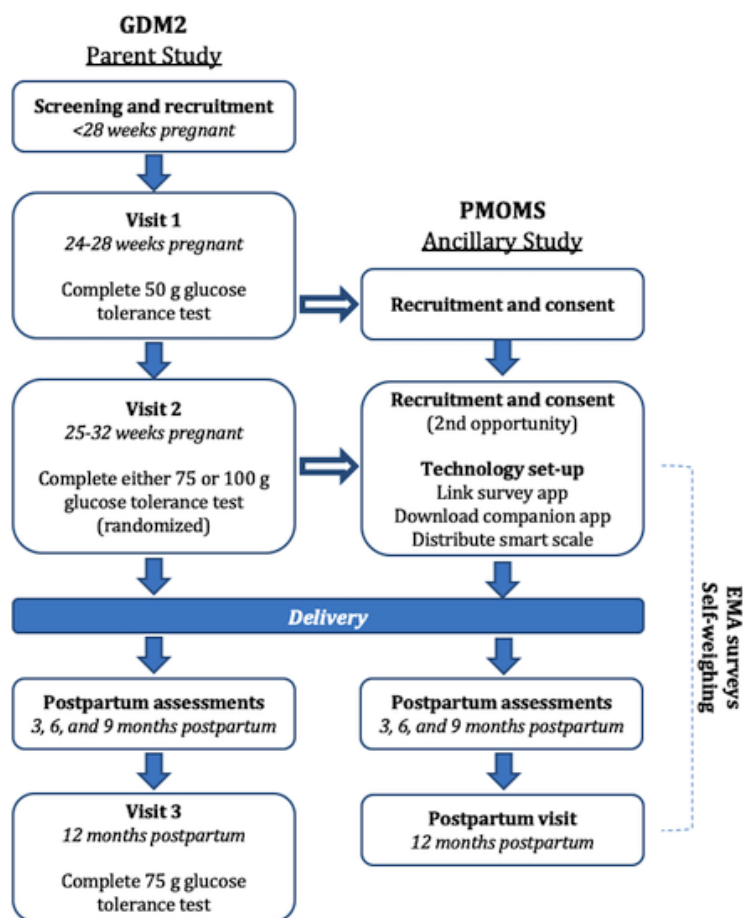 GDM2
Parent Study
Screening and recruitment
<28 weeks pregnant
Visit 1
24-28 weeks pregnant
Complete 50 g glucose
tolerance test
PMOMS
Ancillary Study
Recruitment and consent
Visit 2
25-32 weeks pregnant
Complete either 75 or 100 g
glucose tolerance test
(randomized)
Recruitment and consent
(2nd opportunity)
Technology set-up
Link survey app
Download companion app
Distribute smart scale
EMA surveys
Self-weighing
Delivery
Postpartum assessments
3, 6, and 9 months postpartum
Postpartum assessments
3, 6, and 9 months postpartum
Visit 3
12 months postpartum
Complete 75 g glucose
tolerance test
Postpartum visit
12 months postpartum